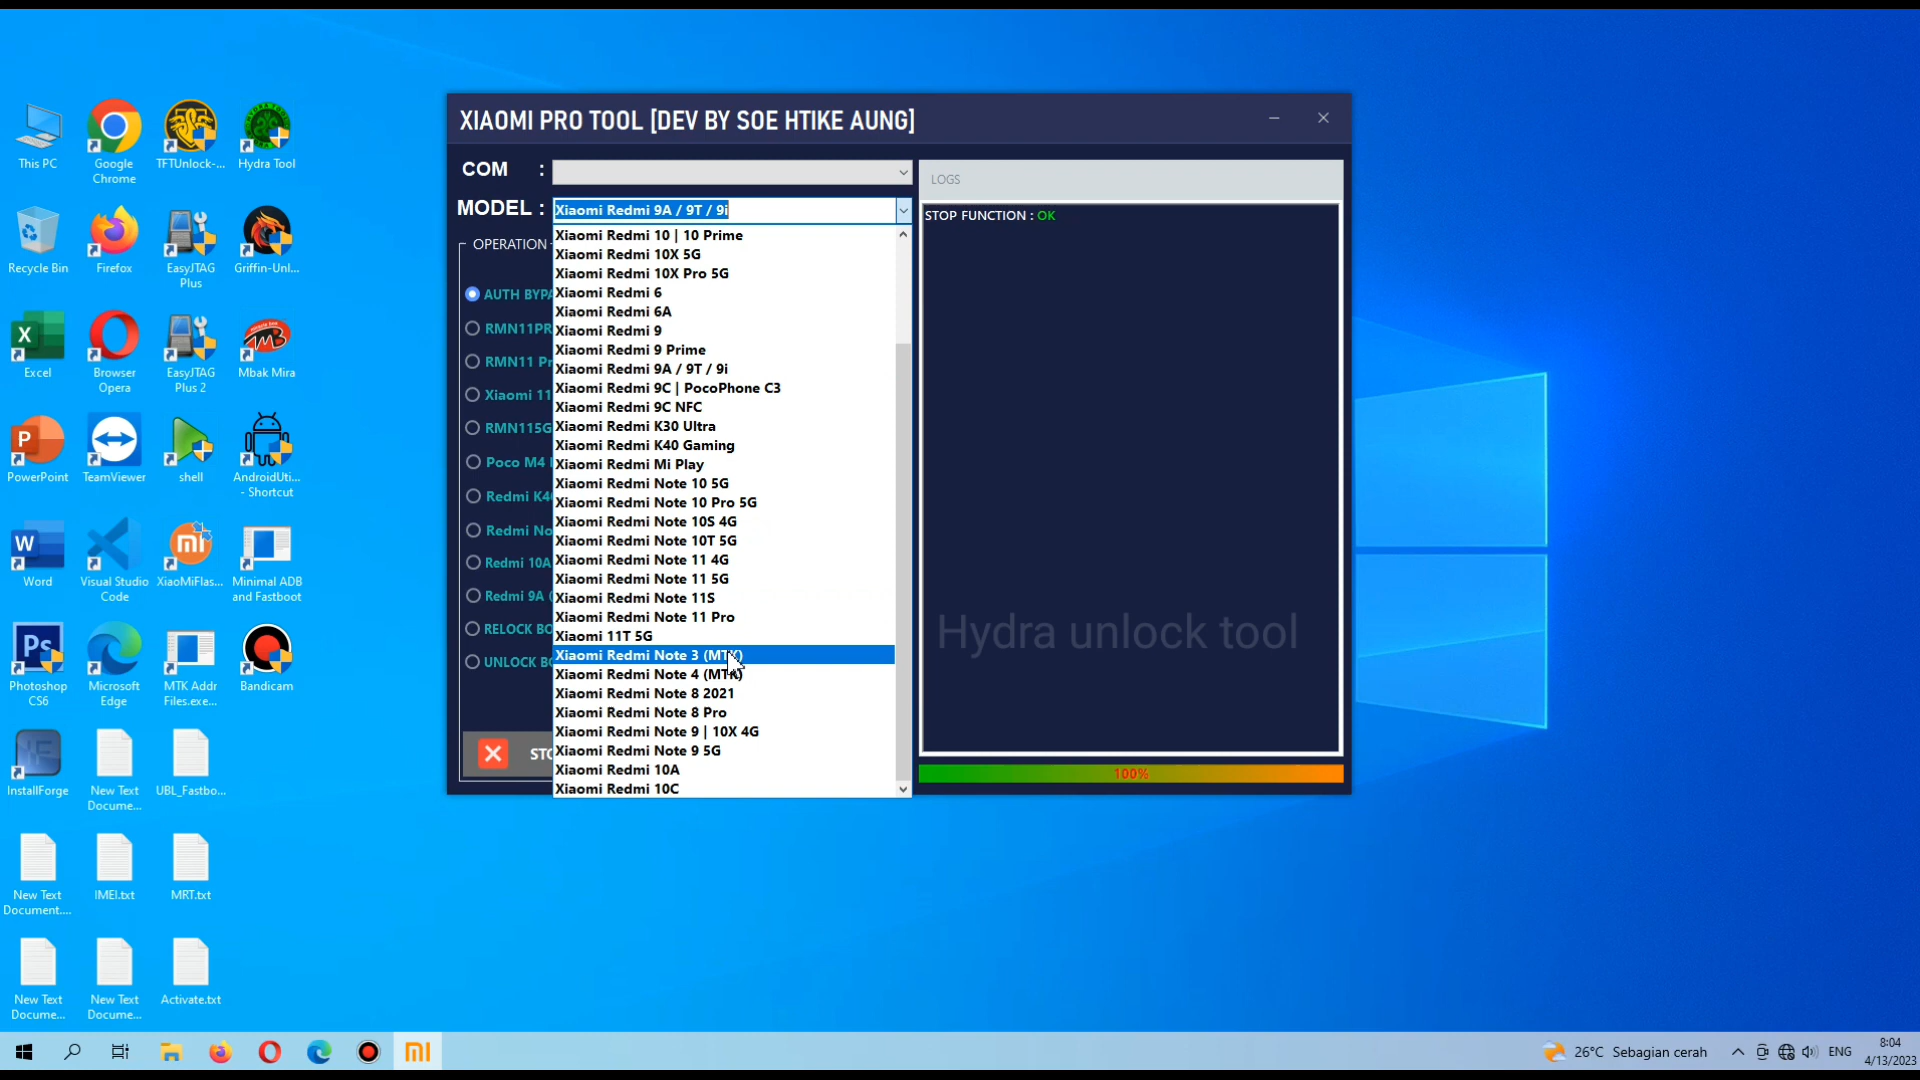 This PC
Google
Chrome
TFTUnlock-...
Hydra Tool
Recycle Bin
Firefox
EasyJTAG
Plus
Griffin-Unl...
Excel
Browser
Opera
EasyJTAG
Plus 2
Mbak Mira
PowerPoint
TeamViewer
shell
AndroidUti...
- Shortcut
Word
Visual Studio
Code
XiaoMiFlas...
Minimal ADB
and Fastboot
Photoshop
CS6
Microsoft
Edge
MTK Addr
Files.exe...
Bandicam
InstallForge
New Text
Docume...
UBL_Fastbo...
New Text
Document....
IMEI.txt
MRT.txt
New Text
Docume...
New Text
Docume...
Activate.txt
XIAOMI PRO TOOL [DEV BY SOE HTIKE AUNG]
COM :
MODEL : Xiaomi Redmi 9A / 9T / 9i
OPERATION
AUTH BYPA
RMN11PR
RMN11 Pr
Xiaomi 11
RMN115G
Poco M4
Redmi K4
Redmi No
Redmi 10A
Redmi 9A (
RELOCK BO
UNLOCK BO
STO
Xiaomi Redmi 10 | 10 Prime
Xiaomi Redmi 10X 5G
Xiaomi Redmi 10X Pro 5G
Xiaomi Redmi 6
Xiaomi Redmi 6A
Xiaomi Redmi 9
Xiaomi Redmi 9 Prime
Xiaomi Redmi 9A / 9T / 9i
Xiaomi Redmi 9C | PocoPhone C3
Xiaomi Redmi 9C NFC
Xiaomi Redmi K30 Ultra
Xiaomi Redmi K40 Gaming
Xiaomi Redmi Mi Play
Xiaomi Redmi Note 10 5G
Xiaomi Redmi Note 10 Pro 5G
Xiaomi Redmi Note 10S 4G
Xiaomi Redmi Note 10T 5G
Xiaomi Redmi Note 11 4G
Xiaomi Redmi Note 11 5G
Xiaomi Redmi Note 11S
Xiaomi Redmi Note 11 Pro
Xiaomi 11T 5G
Xiaomi Redmi Note 3 (MTK)
Xiaomi Redmi Note 4 (MTK)
Xiaomi Redmi Note 8 2021
Xiaomi Redmi Note 8 Pro
Xiaomi Redmi Note 9 | 10X 4G
Xiaomi Redmi Note 9 5G
Xiaomi Redmi 10A
Xiaomi Redmi 10C
LOGS
STOP FUNCTION : OK
Hydra unlock tool
100%
26°C Sebagian cerah
ENG
8:04
4/13/2023